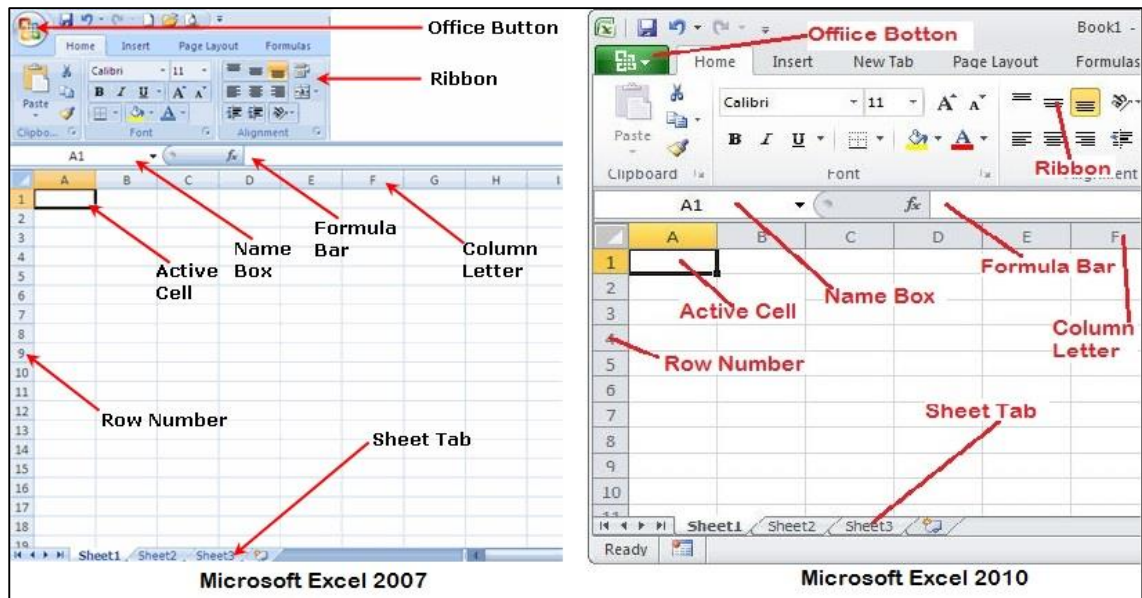 Office Button
Home Insert Page Layout Formulas
Ribbon
Calibri 11
Paste
B I U A A
A
Clipbo... Font Alignment
A1 fx
A B C D E F G H I
1
2
3
4
5
6
7
8
9
10
11
12
13
14
15
16
17
18
19
Active
Cell
Name
Box
Formula
Bar
Column
Letter
Row Number
Sheet Tab
Sheet1 Sheet2 Sheet3
Microsoft Excel 2007
Book1 -
Offiice Botton
Home Insert New Tab Page Layout Formulas
Calibri 11 A A
Paste
B I U A
Ribbon
Clipboard Font
A1 fx
A B C D E F
1
2
3
4
5
6
7
8
9
10
11
Formula Bar
Name Box
Active Cell
Column
Letter
Row Number
Sheet Tab
Sheet1 Sheet2 Sheet3
Ready
Microsoft Excel 2010